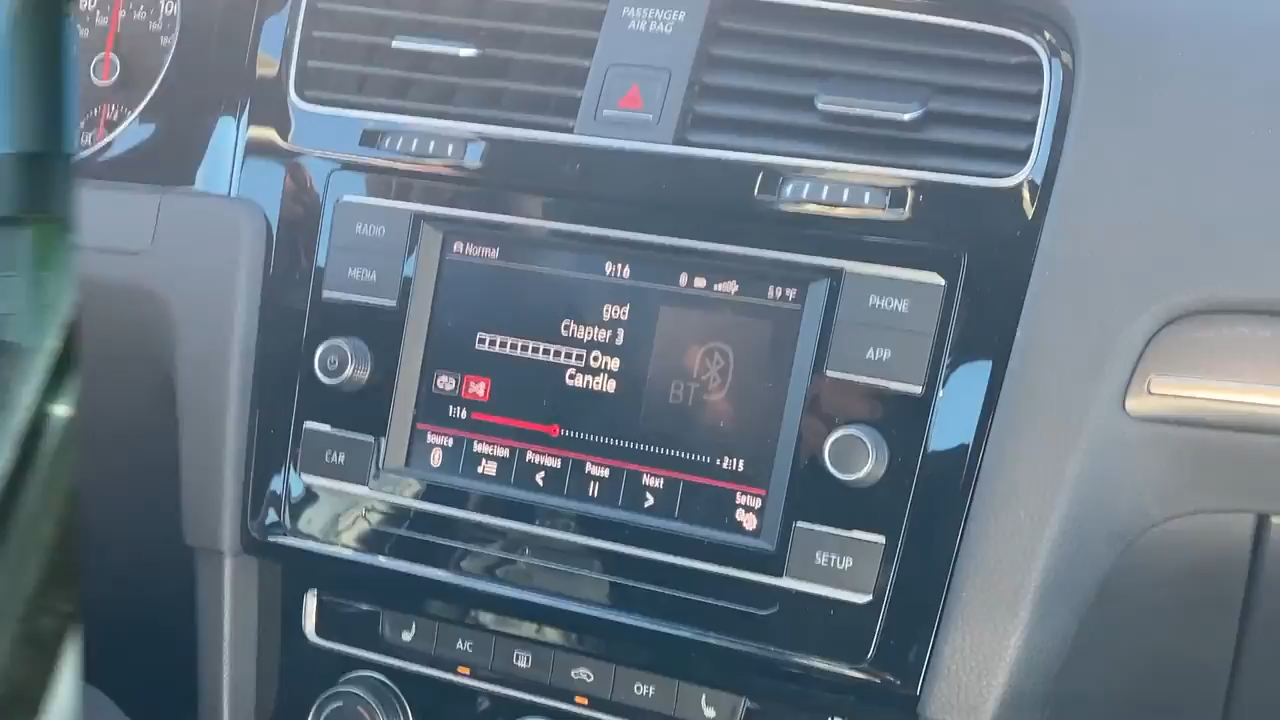 PASSENGER
AIR BAG
RADIO
MEDIA
Normal
9:16
59 °F
god
Chapter 3
One
Candle
BT
1:16
- 2:15
Source
Selection
Previous
Pause
Next
Setup
PHONE
APP
CAR
SETUP
A/C
OFF